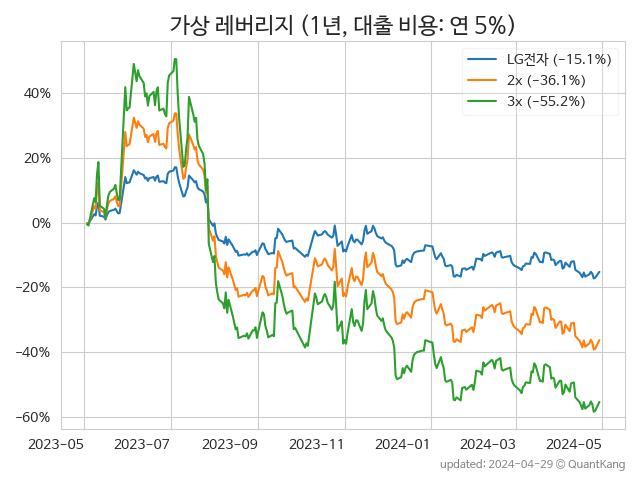 가상 레버리지 (1년, 대출 비용: 연 5%)
LG전자 (−15.1%)
2x (−36.1%)
3x (−55.2%)
40%
20%
0%
−20%
−40%
−60%
2023-05 2023-07 2023-09 2023-11 2024-01 2024-03 2024-05
updated: 2024-04-29 © QuantKang